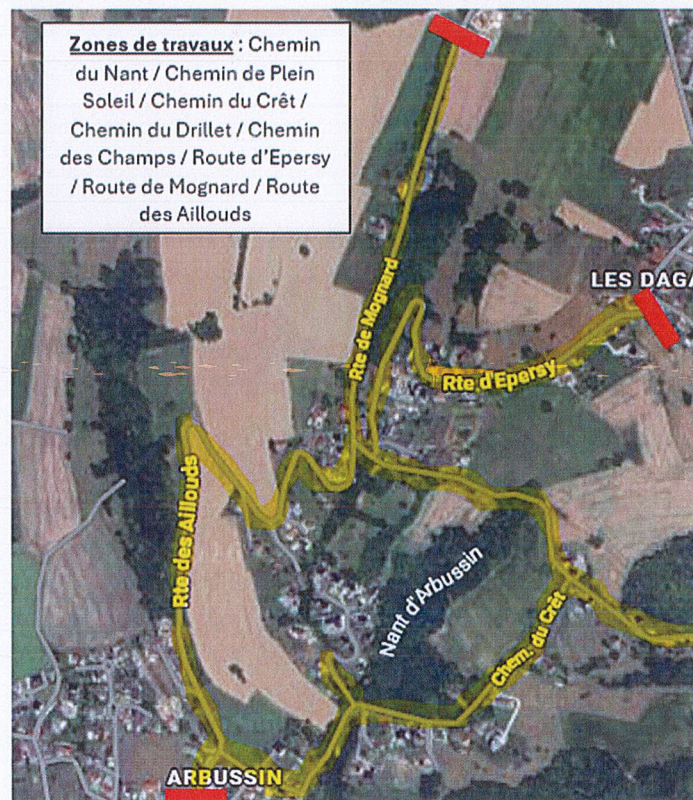 Zones de travaux : Chemin
du Nant / Chemin de Plein
Soleil / Chemin du Crêt /
Chemin du Drillet / Chemin
des Champs / Route d'Epersy
/ Route de Mognard / Route
des Aillouds
LES DAGA
Rte de Mognard
Rte d'Epersy
Rte des Aillouds
Nant d'Arbussin
Chem. du Crêt
ARBUSSIN